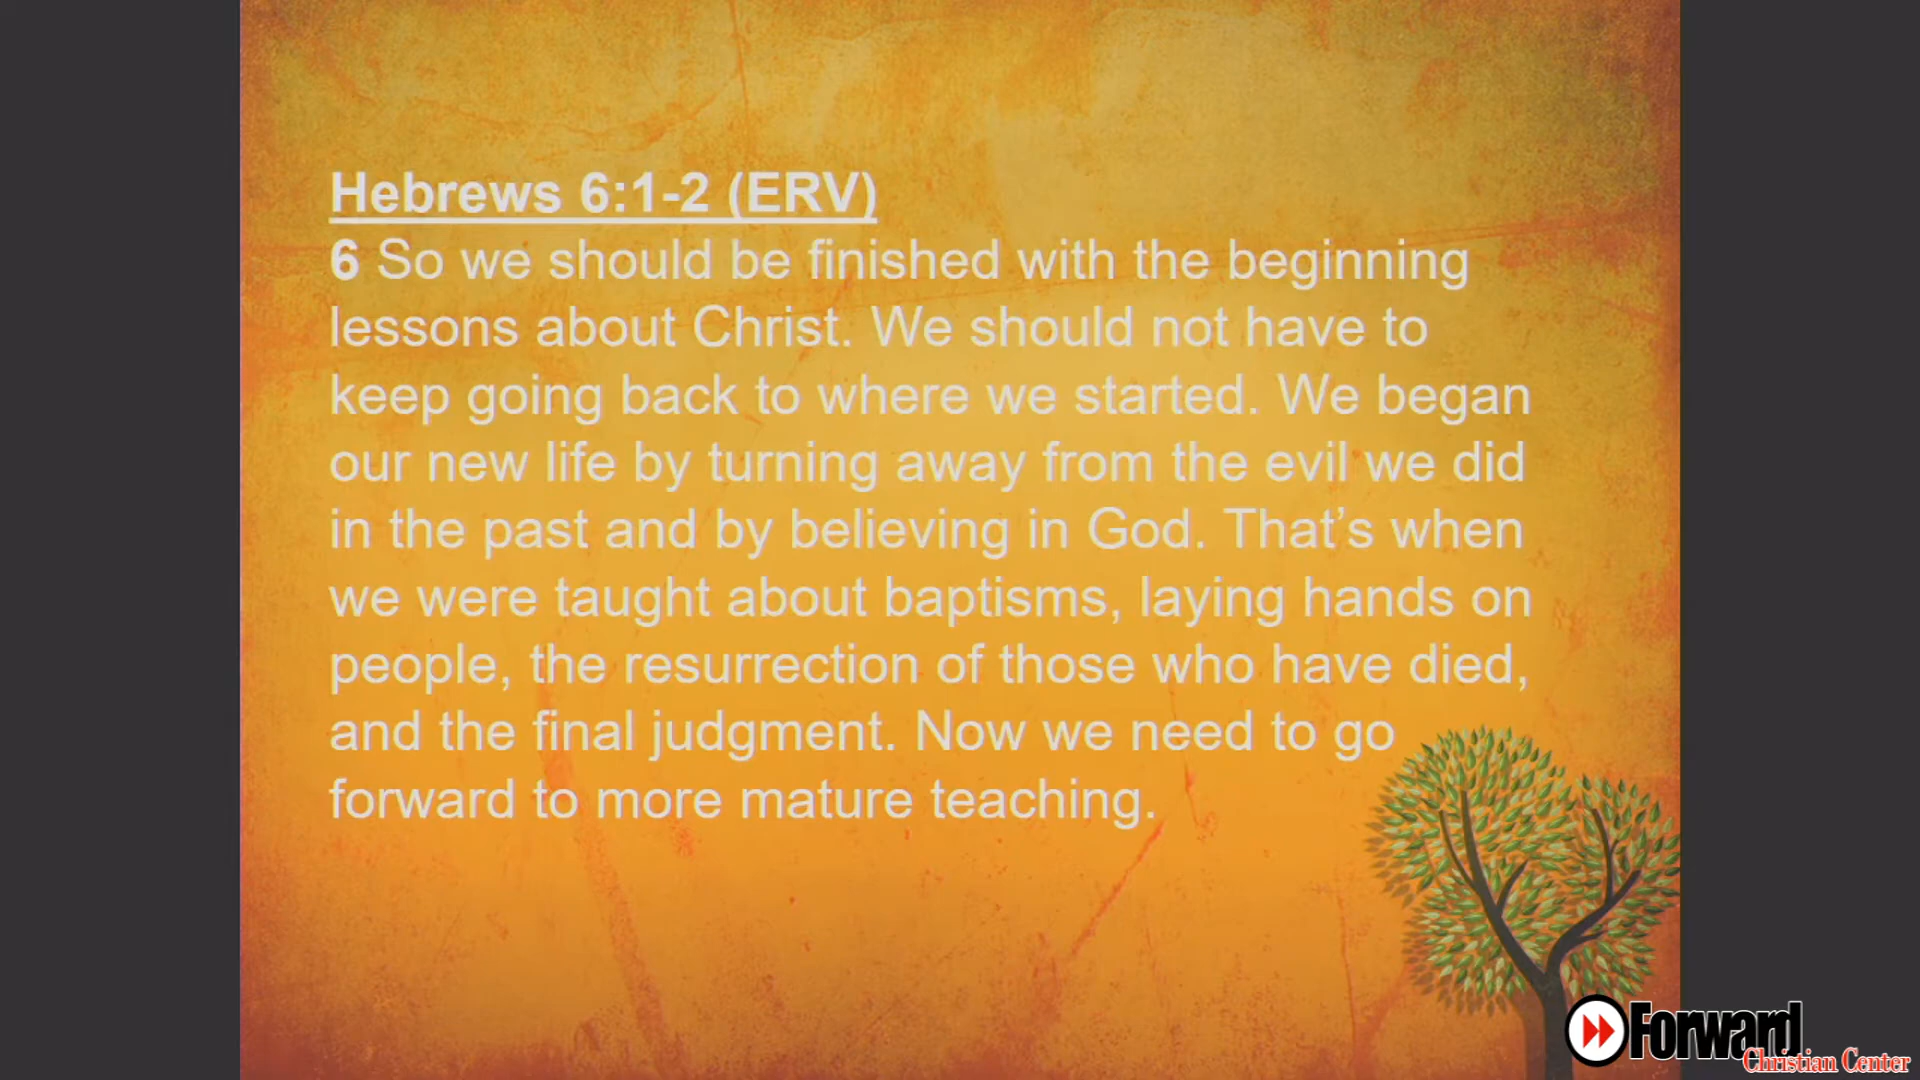 Hebrews 6:1-2 (ERV)
6 So we should be finished with the beginning
lessons about Christ. We should not have to
keep going back to where we started. We began
our new life by turning away from the evil we did
in the past and by believing in God. That’s when
we were taught about baptisms, laying hands on
people, the resurrection of those who have died,
and the final judgment. Now we need to go
forward to more mature teaching.
Forward
Christian Center